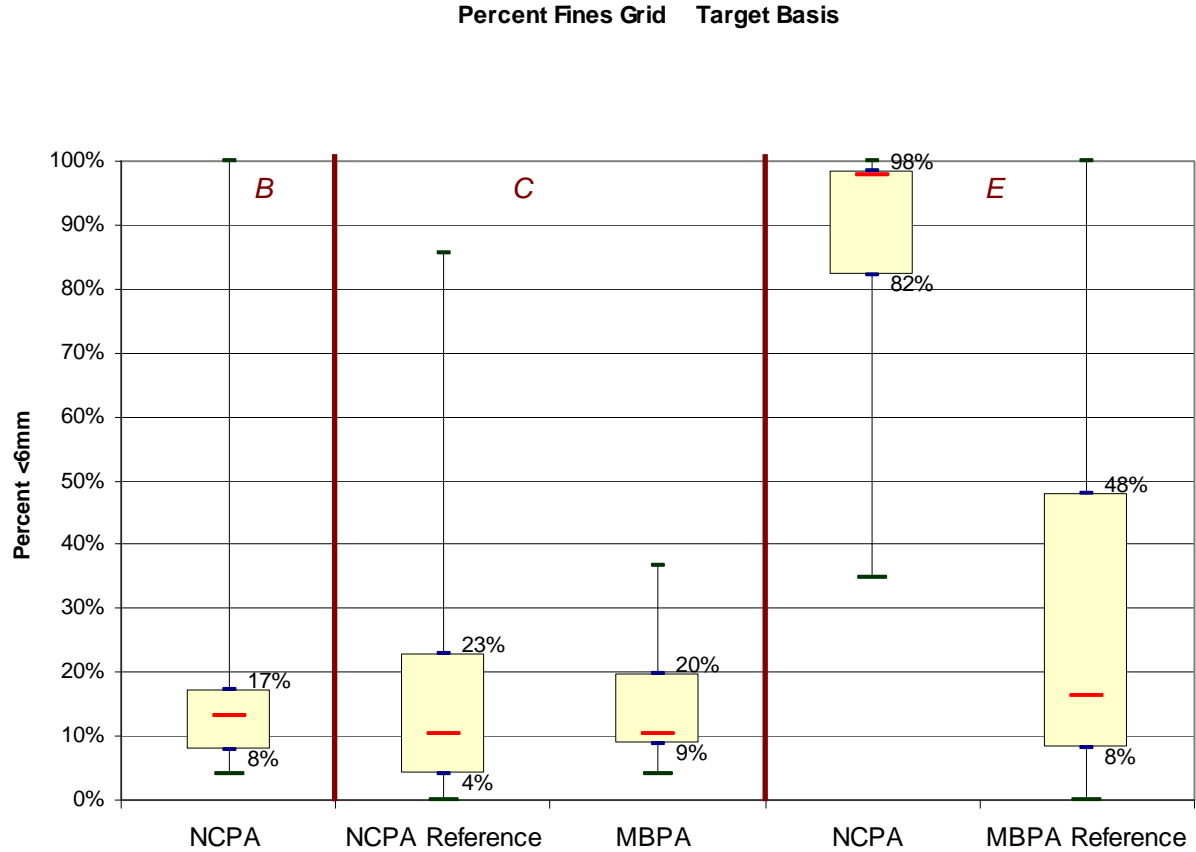 Percent Fines Grid Target Basis
100%
90%
80%
70%
60%
50%
40%
30%
20%
10%
0%
Percent <6mm
B
C
E
17%
8%
23%
4%
20%
9%
98%
82%
48%
8%
NCPA
NCPA Reference
MBPA
NCPA
MBPA Reference